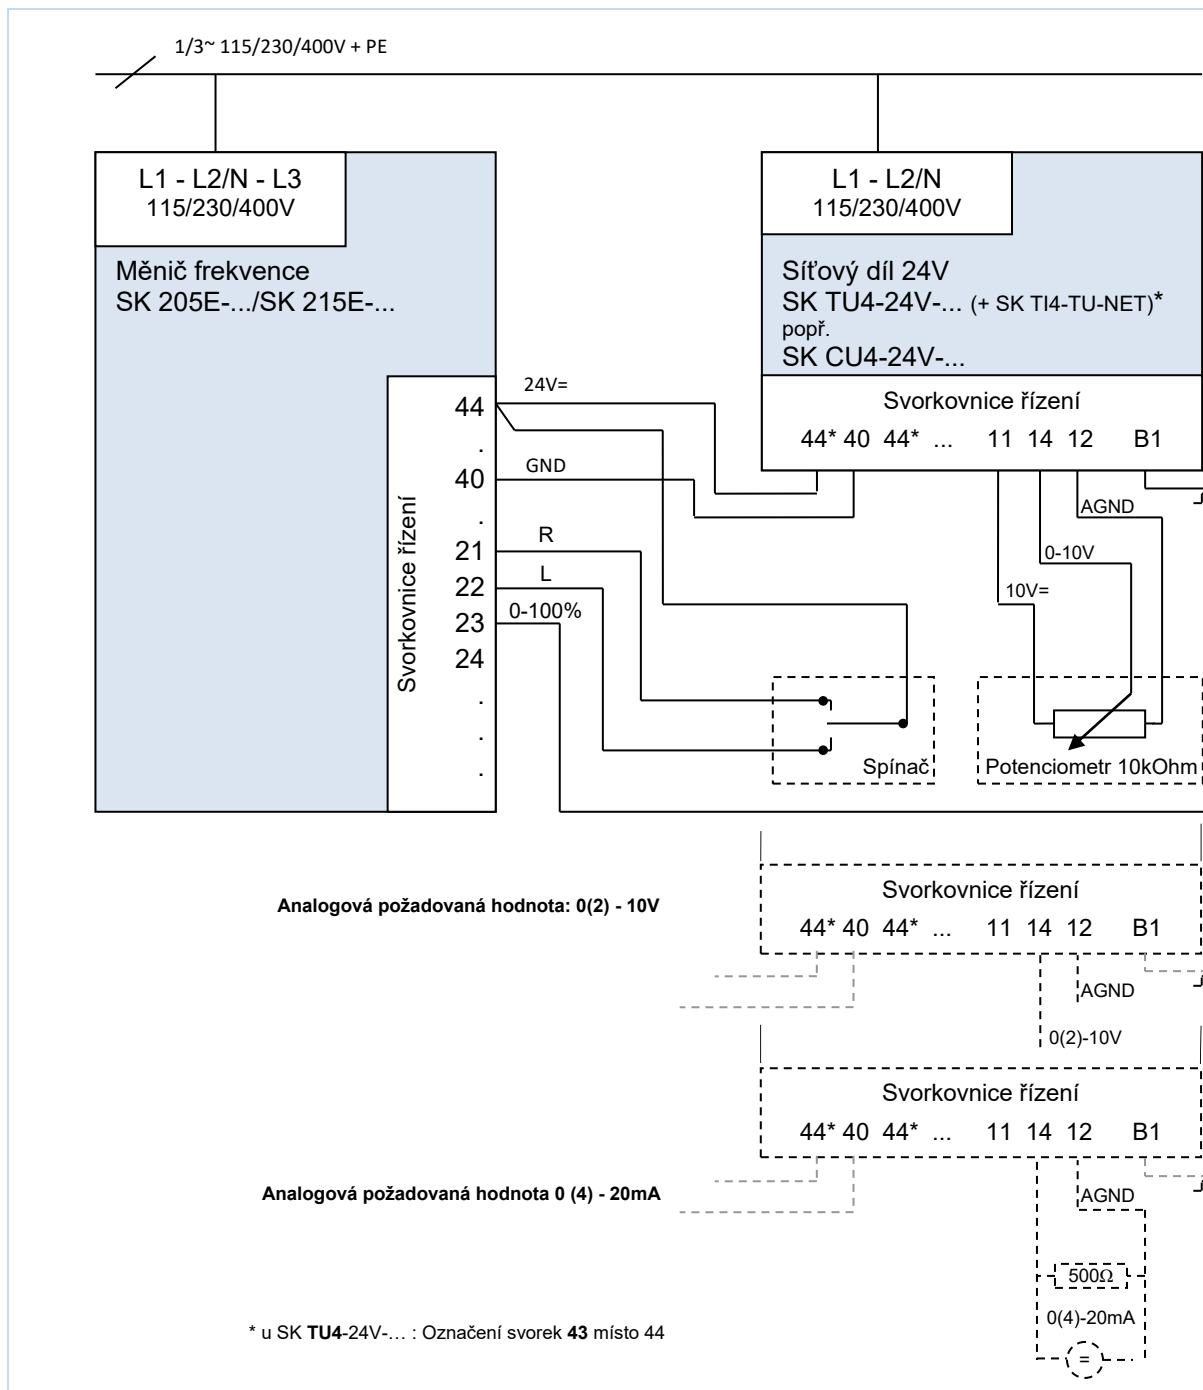 1/3~ 115/230/400V + PE
L1 - L2/N - L3
115/230/400V
Měnič frekvence
SK 205E-.../SK 215E-...
Svorkovnice řízení
44
.
40
.
21
22
23
24
.
.
.
24V=
GND
R
L
0-100%
L1 - L2/N
115/230/400V
Síťový díl 24V
SK TU4-24V-... (+ SK TI4-TU-NET)*
popř.
SK CU4-24V-...
Svorkovnice řízení
44* 40 44* ... 11 14 12 B1
AGND
0-10V
10V=
Spínač
Potenciometr 10kOhm
Analogová požadovaná hodnota: 0(2) - 10V
Svorkovnice řízení
44* 40 44* ... 11 14 12 B1
AGND
0(2)-10V
Analogová požadovaná hodnota 0 (4) - 20mA
Svorkovnice řízení
44* 40 44* ... 11 14 12 B1
AGND
500Ω
0(4)-20mA
=
* u SK TU4-24V-... : Označení svorek 43 místo 44